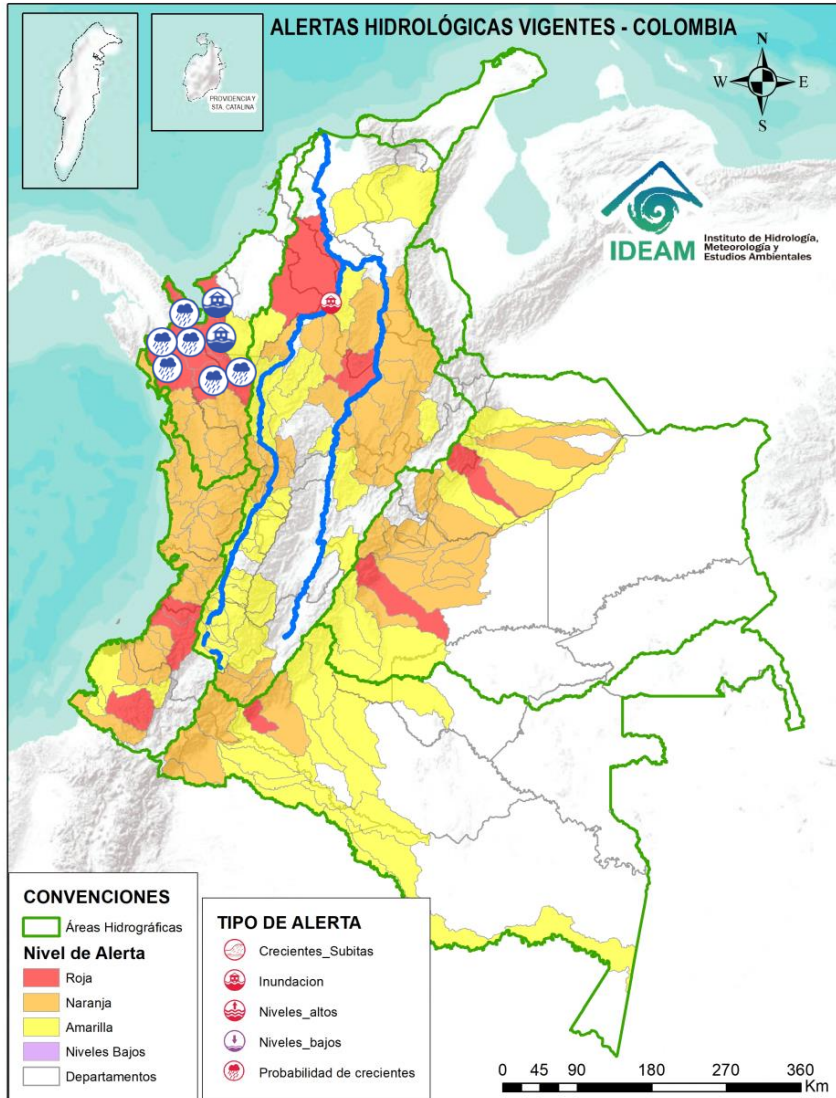 ALERTAS HIDROLÓGICAS VIGENTES - COLOMBIA
PROVIDENCIA Y
STA. CATALINA
N
W E
S
IDEAM
Instituto de Hidrología,
Meteorología y
Estudios Ambientales
CONVENCIONES
Áreas Hidrográficas
Nivel de Alerta
Roja
Naranja
Amarilla
Niveles Bajos
Departamentos
TIPO DE ALERTA
Crecientes_Subitas
Inundacion
Niveles_altos
Niveles_bajos
Probabilidad de crecientes
0 45 90 180 270 360
Km